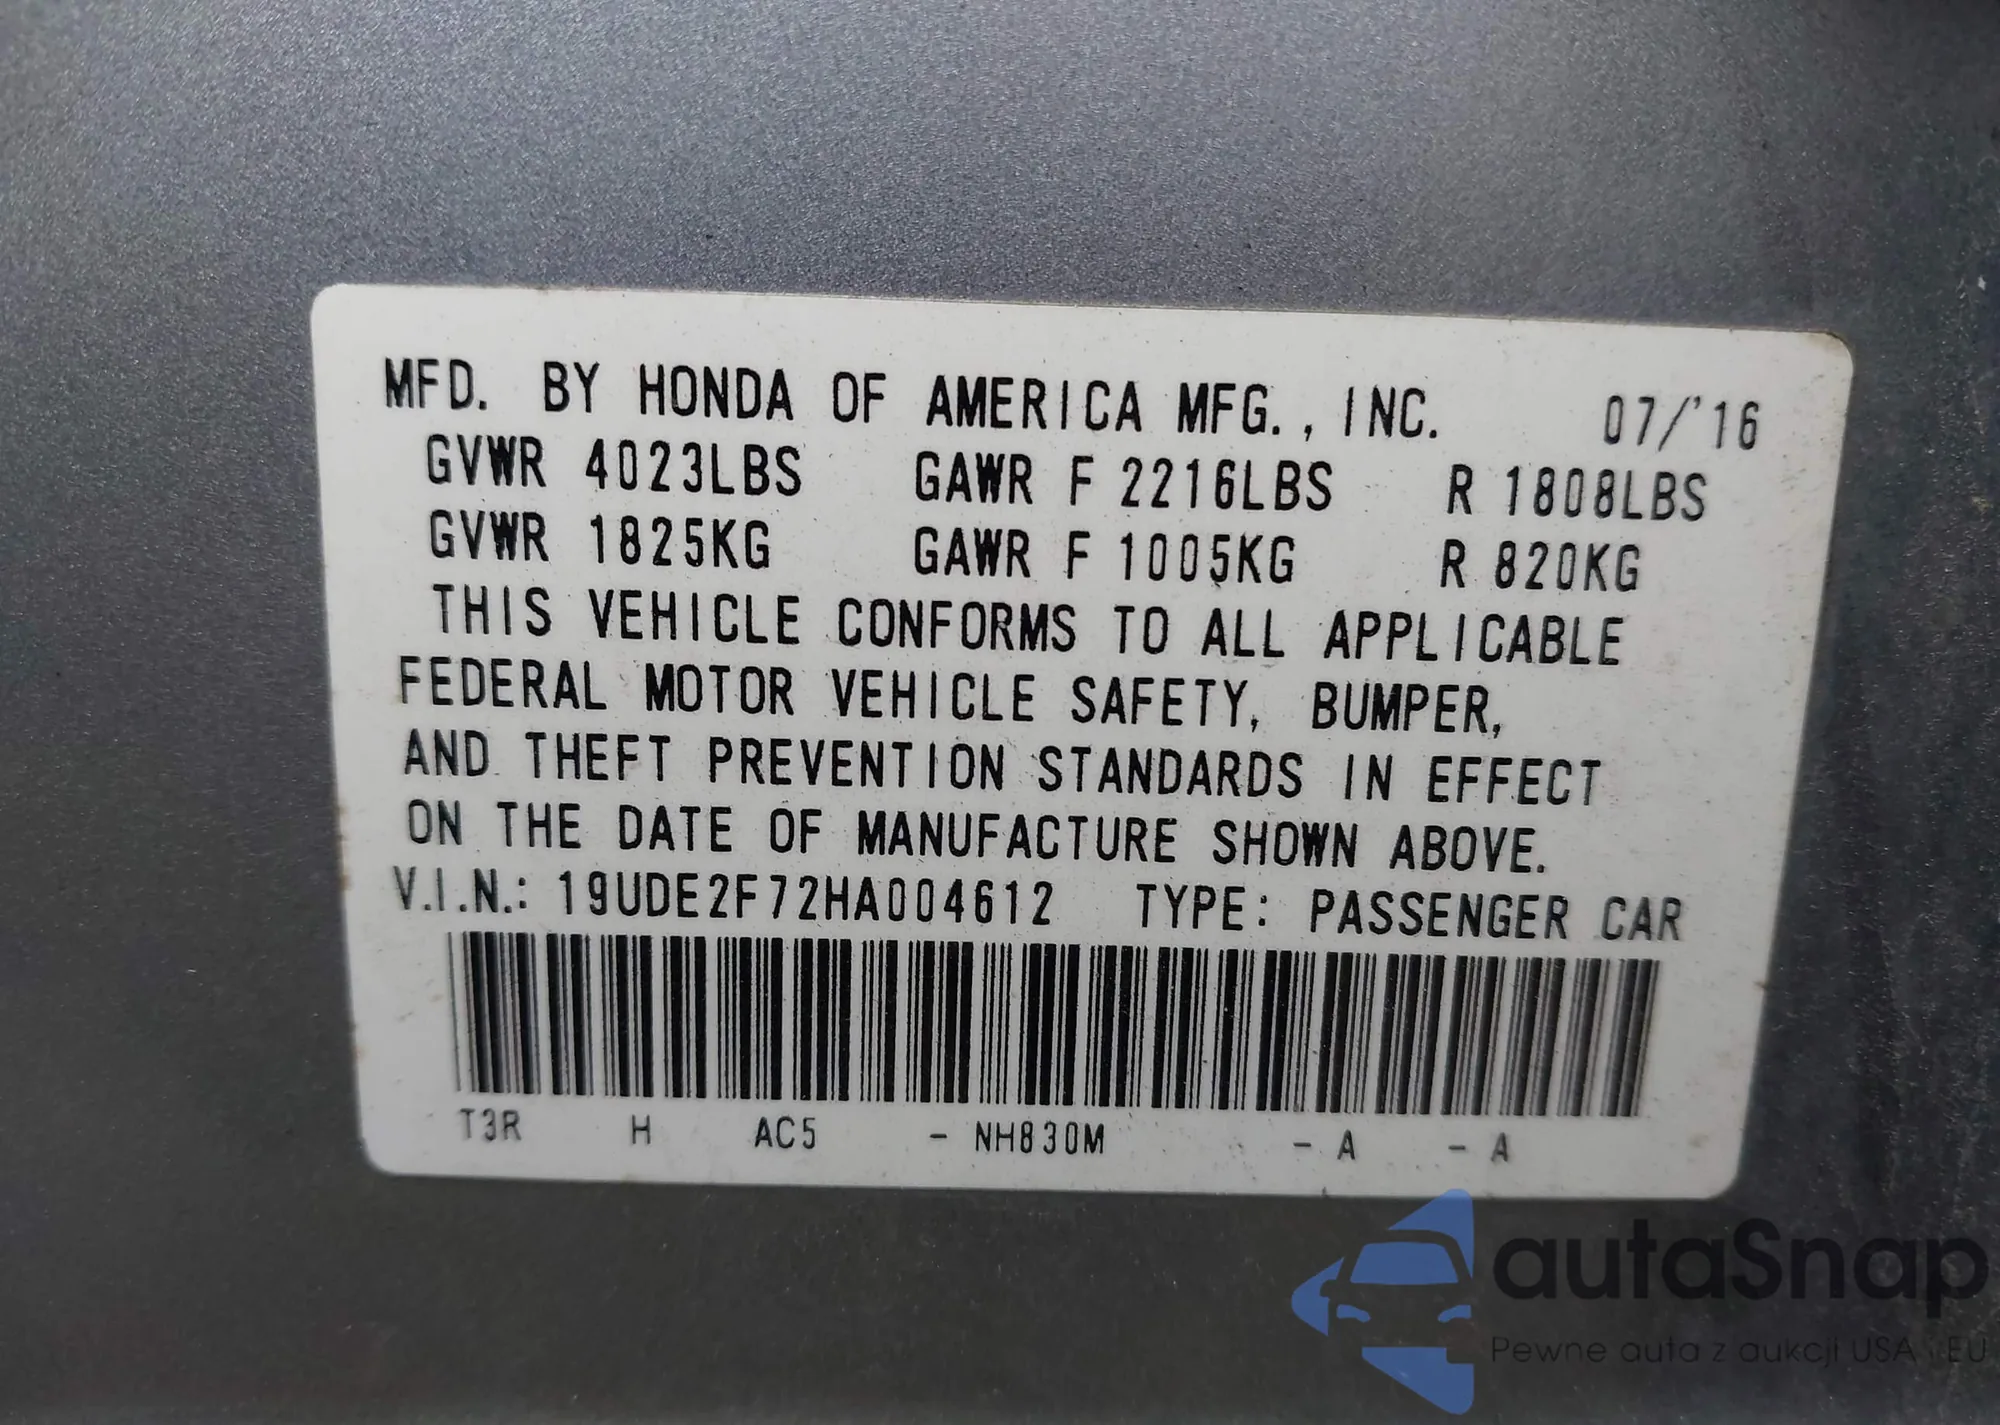 MFD. BY HONDA OF AMERICA MFG., INC. 07/'16
GVWR 4023LBS GAWR F 2216LBS R 1808LBS
GVWR 1825KG GAWR F 1005KG R 820KG
THIS VEHICLE CONFORMS TO ALL APPLICABLE
FEDERAL MOTOR VEHICLE SAFETY, BUMPER,
AND THEFT PREVENTION STANDARDS IN EFFECT
ON THE DATE OF MANUFACTURE SHOWN ABOVE.
V.I.N.: 19UDE2F72HA004612 TYPE: PASSENGER CAR
T3R H AC5 - NH830M - A - A
autaSnap
Pewne auta z aukcji USA i EU